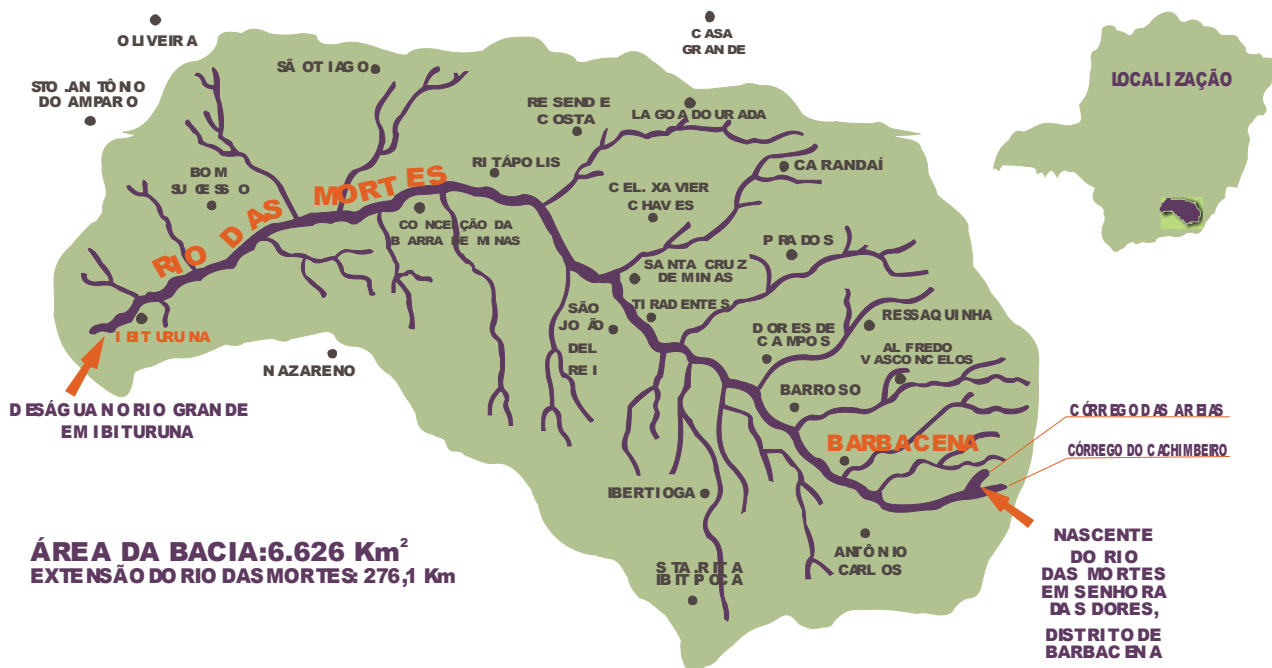 OLIVEIRA
CASA
GRANDE
STO.ANTÔNIO
DO AMPARO
SÃOTIAGO
RESENDE
COSTA
LAGOA DOURADA
LOCALIZAÇÃO
BOM
SUCESSO
RITÁPOLIS
CARANDAÍ
CEL. XAVIER
CHAVES
RIO DAS MORTES
CONCEIÇÃO DA
BARRA DE MINAS
PRADOS
SANTA CRUZ
DE MINAS
TIRADENTES
SÃO
JOÃO
DEL
REI
DORES DE
CAMPOS
RESSAQUINHA
ALFREDO
VASCONCELOS
IBITURUNA
NAZARENO
BARROSO
DESÁGUA NO RIO GRANDE
EM IBITURUNA
BARBACENA
CÓRREGO DAS AREIAS
CÓRREGO DO CACHIMBEIRO
IBERTIOGA
ANTÔNIO
CARLOS
STA.RITA
IBITIPOCA
ÁREA DA BACIA:6.626 Km²
EXTENSÃO DO RIO DAS MORTES: 276,1 Km
NASCENTE
DO RIO
DAS MORTES
EM SENHORA
DAS DORES,
DISTRITO DE
BARBACENA